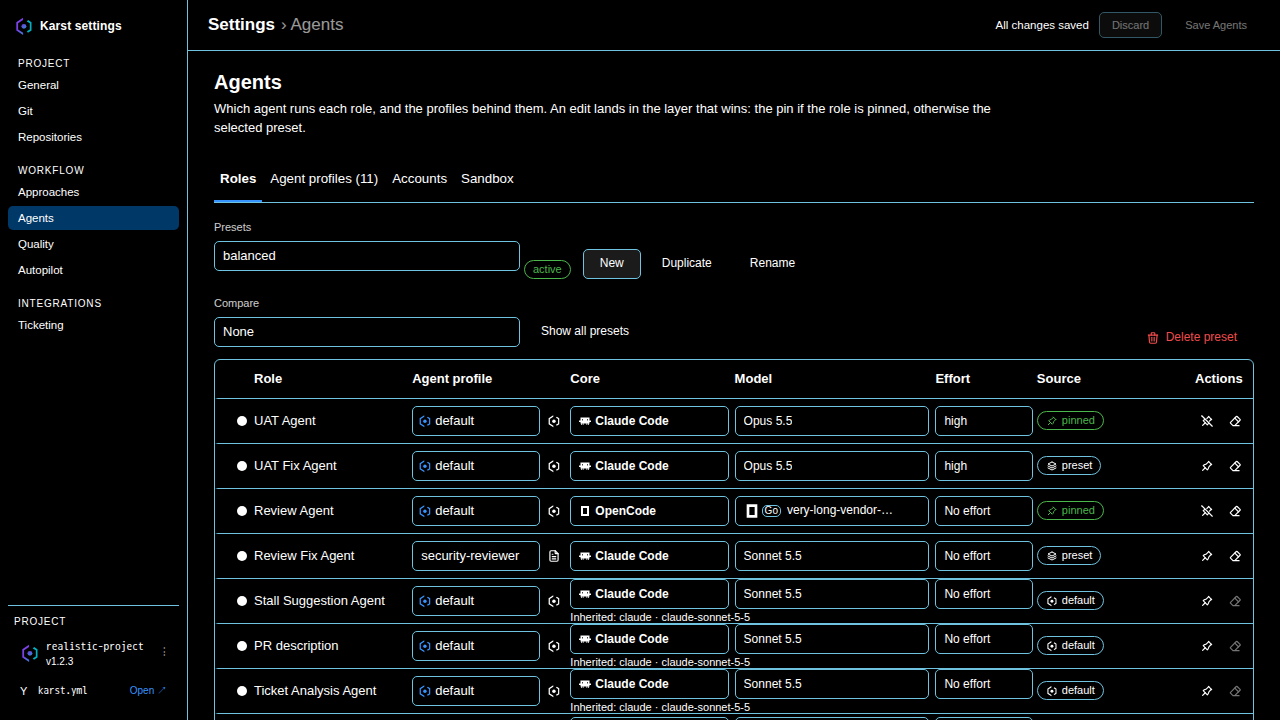 Karst settings
PROJECT
General
Git
Repositories
WORKFLOW
Approaches
Agents
Quality
Autopilot
INTEGRATIONS
Ticketing
PROJECT
realistic-project
v1.2.3
Y karst.yml Open ↗
Settings › Agents
All changes saved Discard Save Agents
Agents
Which agent runs each role, and the profiles behind them. An edit lands in the layer that wins: the pin if the role is pinned, otherwise the
selected preset.
Roles Agent profiles (11) Accounts Sandbox
Presets
balanced active New Duplicate Rename
Compare
None Show all presets Delete preset
Role Agent profile Core Model Effort Source Actions
UAT Agent default Claude Code Opus 5.5 high pinned
UAT Fix Agent default Claude Code Opus 5.5 high preset
Review Agent default OpenCode Go very-long-vendor-… No effort pinned
Review Fix Agent security-reviewer Claude Code Sonnet 5.5 No effort preset
Stall Suggestion Agent default Claude Code Sonnet 5.5 No effort default
Inherited: claude · claude-sonnet-5-5
PR description default Claude Code Sonnet 5.5 No effort default
Inherited: claude · claude-sonnet-5-5
Ticket Analysis Agent default Claude Code Sonnet 5.5 No effort default
Inherited: claude · claude-sonnet-5-5